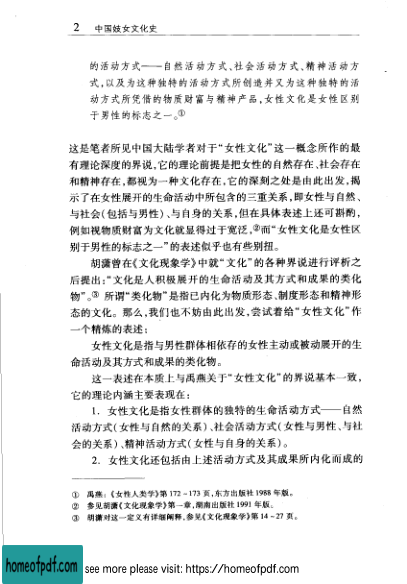 2 中国妓女文化史
的活动方式——自然活动方式、社会活动方式、精神活动方
式,以及为这种独特的活动方式所创造并又为这种独特的活
动方式所凭借的物质财富与精神产品,女性文化是女性区别
于男性的标志之一。①
这是笔者所见中国大陆学者对于“女性文化”这一概念所作的最
有理论深度的界说,它的理论前提是把女性的自然存在、社会存在
和精神存在,都视为一种文化存在,它的深刻之处是由此出发,揭
示了在女性展开的生命活动中所包含的三重关系,即女性与自然、
与社会(包括与男性)、与自身的关系,但在具体表述上还可斟酌,
例如视物质财富为文化就显得过于宽泛,②而“女性文化是女性区
别于男性的标志之一”的表述似乎也有些别扭。
胡潇曾在《文化现象学》中就“文化”的各种界说进行评析之
后提出:“文化是人积极展开的生命活动及其方式和成果的类化
物”。③ 所谓“类化物”是指已内化为物质形态、制度形态和精神形
态的文化。那么,我们也不妨由此出发,尝试着给“女性文化”作
一个精炼的表述:
女性文化是指与男性群体相依存的女性主动或被动展开的生
命活动及其方式和成果的类化物。
这一表述在本质上与禹燕关于“女性文化”的界说基本一致,
它的理论内涵主要表现在:
1. 女性文化是指女性群体的独特的生命活动方式——自然
活动方式(女性与自然的关系)、社会活动方式(女性与男性、与社
会的关系)、精神活动方式(女性与自身的关系)。
2. 女性文化还包括由上述活动方式及其成果所内化而成的
① 禹燕:《女性人类学》第 172－173 页,东方出版社 1988 年版。
② 参见胡潇《文化现象学》第一章,湖南出版社 1991 年版。
③ 胡潇对这一定义有详细阐释,参见《文化现象学》第 14－27 页。
homeofpdf.com
see more please visit: https://homeofpdf.com